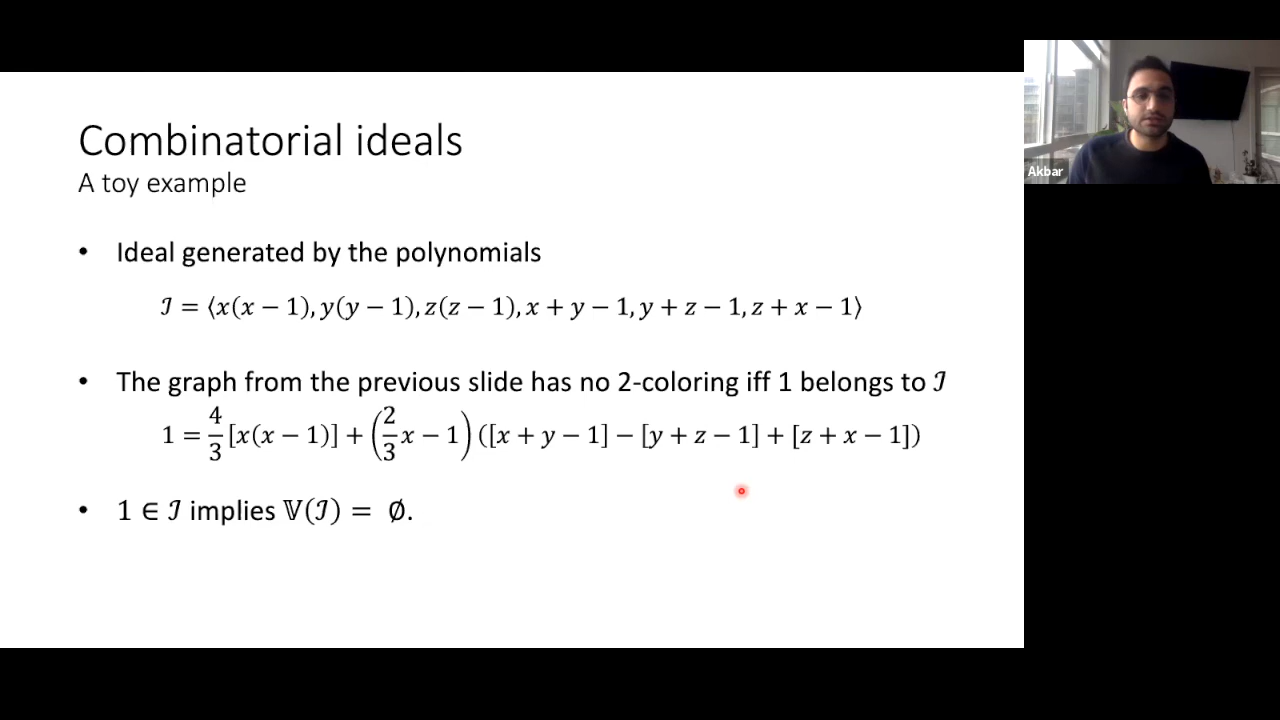 Combinatorial ideals
A toy example
• Ideal generated by the polynomials
ℐ = ⟨x(x − 1), y(y − 1), z(z − 1), x + y − 1, y + z − 1, z + x − 1⟩
• The graph from the previous slide has no 2-coloring iff 1 belongs to ℐ
1 = 4/3 [x(x − 1)] + (2/3 x − 1) ([x + y − 1] − [y + z − 1] + [z + x − 1])
• 1 ∈ ℐ implies 𝕍(ℐ) = ∅.
Akbar